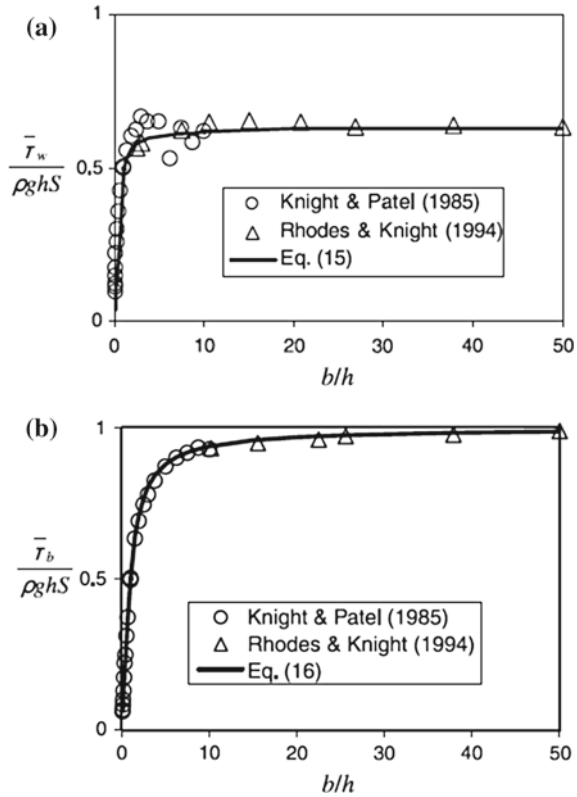 (a)
1
τ̄w
ρghS
0.5
○ Knight & Patel (1985)
△ Rhodes & Knight (1994)
Eq. (15)
0
0 10 20 30 40 50
b/h
(b)
1
τ̄b
ρghS
0.5
○ Knight & Patel (1985)
△ Rhodes & Knight (1994)
Eq. (16)
0
0 10 20 30 40 50
b/h